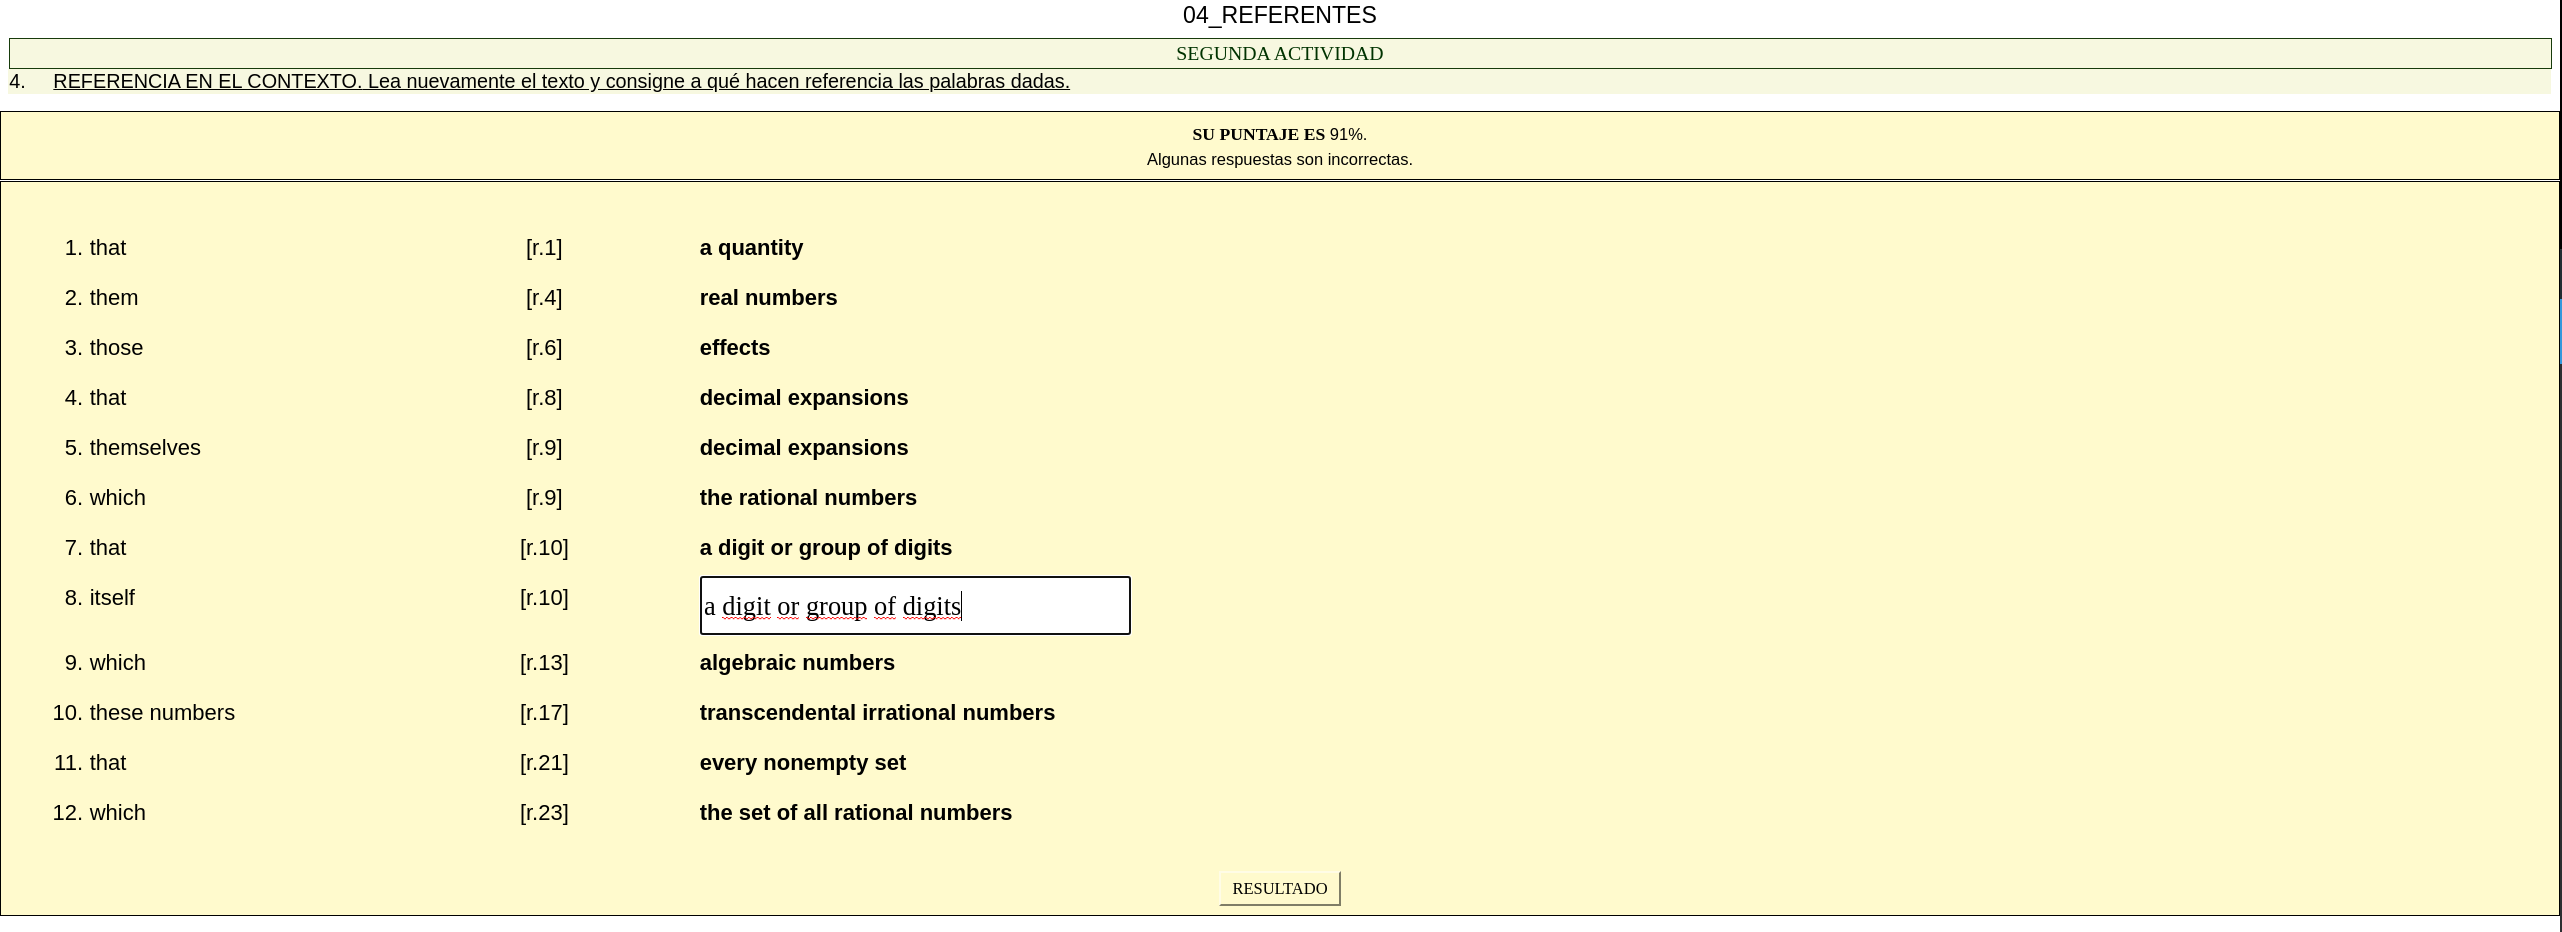 04_REFERENTES
SEGUNDA ACTIVIDAD
4. REFERENCIA EN EL CONTEXTO. Lea nuevamente el texto y consigne a qué hacen referencia las palabras dadas.
SU PUNTAJE ES 91%.
Algunas respuestas son incorrectas.
1. that [r.1] a quantity
2. them [r.4] real numbers
3. those [r.6] effects
4. that [r.8] decimal expansions
5. themselves [r.9] decimal expansions
6. which [r.9] the rational numbers
7. that [r.10] a digit or group of digits
8. itself [r.10] a digit or group of digits
9. which [r.13] algebraic numbers
10. these numbers [r.17] transcendental irrational numbers
11. that [r.21] every nonempty set
12. which [r.23] the set of all rational numbers
RESULTADO